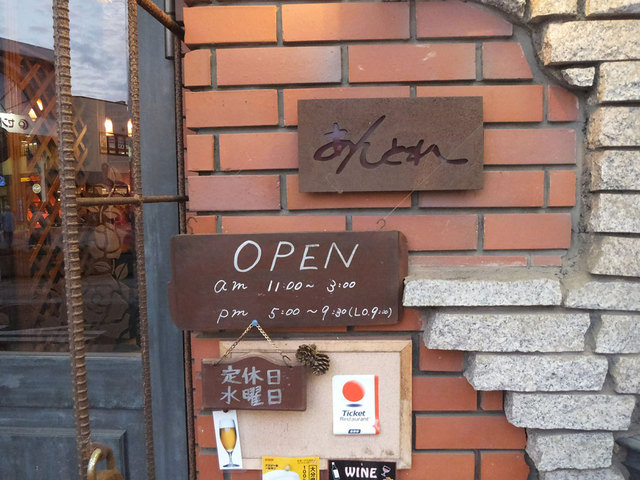 あんとれ
OPEN
am 11:00〜 3:00
pm 5:00〜9:30(L.O.9:00)
定休日
水曜日
Ticket
Restaurant
WINE